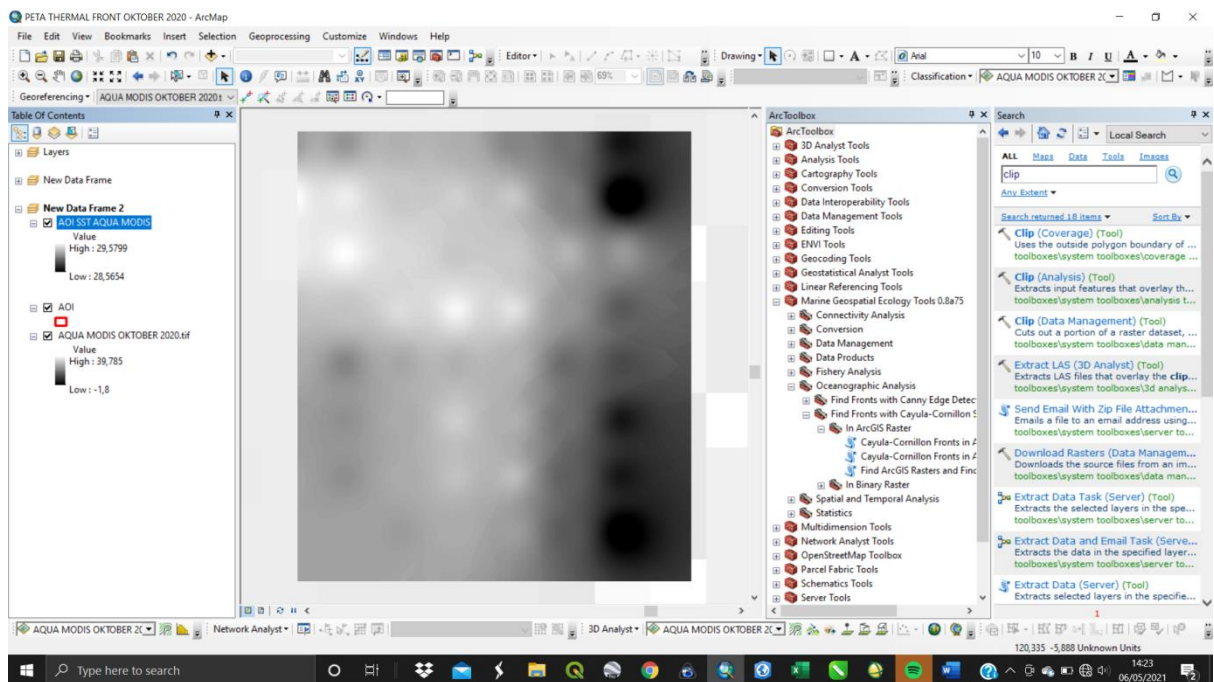 PETA THERMAL FRONT OKTOBER 2020 - ArcMap
File Edit View Bookmarks Insert Selection Geoprocessing Customize Windows Help
Editor
Drawing
Arial
10
B I U A
69%
Classification
AQUA MODIS OKTOBER 2(
Georeferencing
AQUA MODIS OKTOBER 2020.t
Table Of Contents
Layers
New Data Frame
New Data Frame 2
AOI SST AQUA MODIS
Value
High : 29,5799
Low : 28,5654
AOI
AQUA MODIS OKTOBER 2020.tif
Value
High : 39,785
Low : -1,8
ArcToolbox
ArcToolbox
3D Analyst Tools
Analysis Tools
Cartography Tools
Conversion Tools
Data Interoperability Tools
Data Management Tools
Editing Tools
ENVI Tools
Geocoding Tools
Geostatistical Analyst Tools
Linear Referencing Tools
Marine Geospatial Ecology Tools 0.8a75
Connectivity Analysis
Conversion
Data Management
Data Products
Fishery Analysis
Oceanographic Analysis
Find Fronts with Canny Edge Detec
Find Fronts with Cayula-Cornillon S
In ArcGIS Raster
Cayula-Cornillon Fronts in A
Cayula-Cornillon Fronts in A
Find ArcGIS Rasters and Finc
In Binary Raster
Spatial and Temporal Analysis
Statistics
Multidimension Tools
Network Analyst Tools
OpenStreetMap Toolbox
Parcel Fabric Tools
Schematics Tools
Server Tools
Search
Local Search
ALL Maps Data Tools Images
clip
Any Extent
Search returned 18 items Sort By
Clip (Coverage) (Tool)
Uses the outside polygon boundary of ...
toolboxes\system toolboxes\coverage ...
Clip (Analysis) (Tool)
Extracts input features that overlay th...
toolboxes\system toolboxes\analysis t...
Clip (Data Management) (Tool)
Cuts out a portion of a raster dataset, ...
toolboxes\system toolboxes\data man...
Extract LAS (3D Analyst) (Tool)
Extracts LAS files that overlay the clip...
toolboxes\system toolboxes\3d analys...
Send Email With Zip File Attachmen...
Emails a file to an email address using...
toolboxes\system toolboxes\server to...
Download Rasters (Data Managem...
Downloads the source files from an im...
toolboxes\system toolboxes\data man...
Extract Data Task (Server) (Tool)
Extracts the selected layers in the spe...
toolboxes\system toolboxes\server to...
Extract Data and Email Task (Serve...
Extracts the data in the specified layer...
toolboxes\system toolboxes\server to...
Extract Data (Server) (Tool)
Extracts selected layers in the specifie...
1
AQUA MODIS OKTOBER 2(
Network Analyst
3D Analyst
AQUA MODIS OKTOBER 2(
120,335 -5,888 Unknown Units
Type here to search
14:23
06/05/2021
2